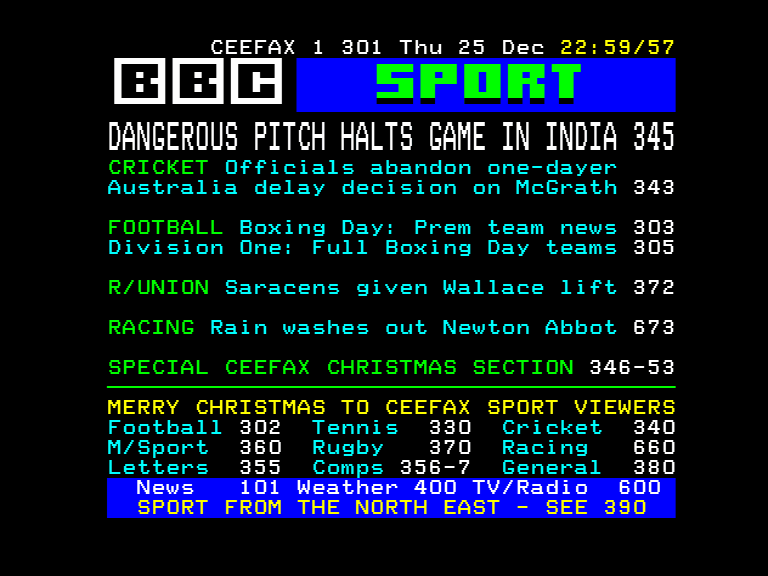 CEEFAX 1 301 Thu 25 Dec 22:59/57
BBC SPORT
DANGEROUS PITCH HALTS GAME IN INDIA 345
CRICKET Officials abandon one-dayer
Australia delay decision on McGrath 343
FOOTBALL Boxing Day: Prem team news 303
Division One: Full Boxing Day teams 305
R/UNION Saracens given Wallace lift 372
RACING Rain washes out Newton Abbot 673
SPECIAL CEEFAX CHRISTMAS SECTION 346-53
MERRY CHRISTMAS TO CEEFAX SPORT VIEWERS
Football 302 Tennis 330 Cricket 340
M/Sport 360 Rugby 370 Racing 660
Letters 355 Comps 356-7 General 380
News 101 Weather 400 TV/Radio 600
SPORT FROM THE NORTH EAST - SEE 390